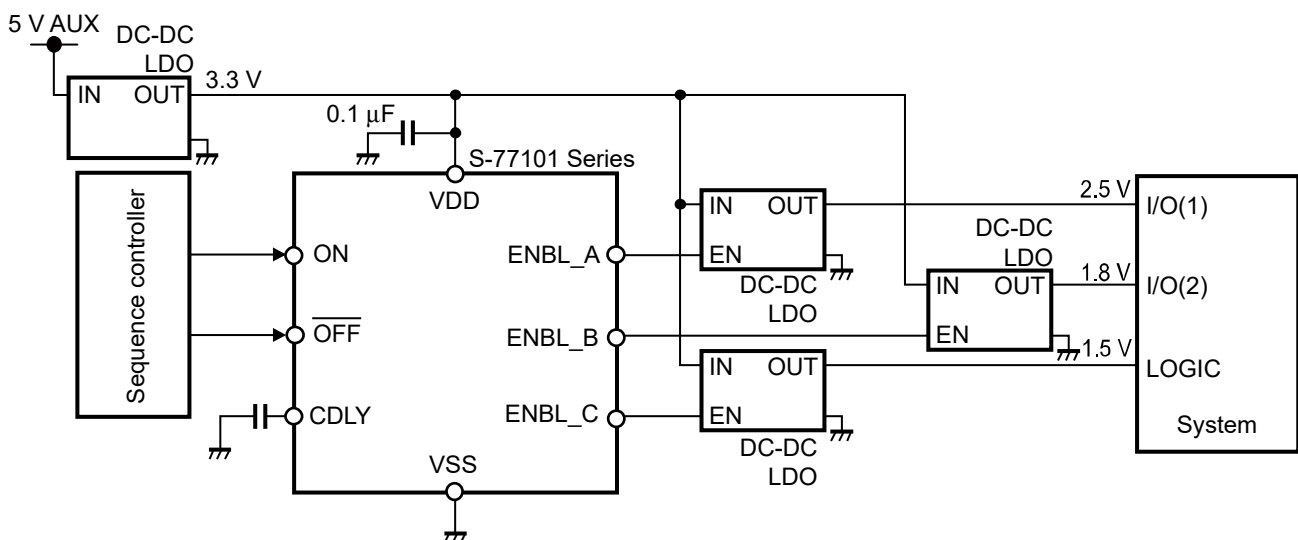 5 V AUX
DC-DC
LDO
IN
OUT
3.3 V
0.1 μF
S-77101 Series
VDD
Sequence controller
ON
OFF
CDLY
VSS
ENBL_A
ENBL_B
ENBL_C
IN
OUT
EN
DC-DC
LDO
DC-DC
LDO
IN
OUT
EN
IN
OUT
EN
DC-DC
LDO
2.5 V
1.8 V
1.5 V
I/O(1)
I/O(2)
LOGIC
System